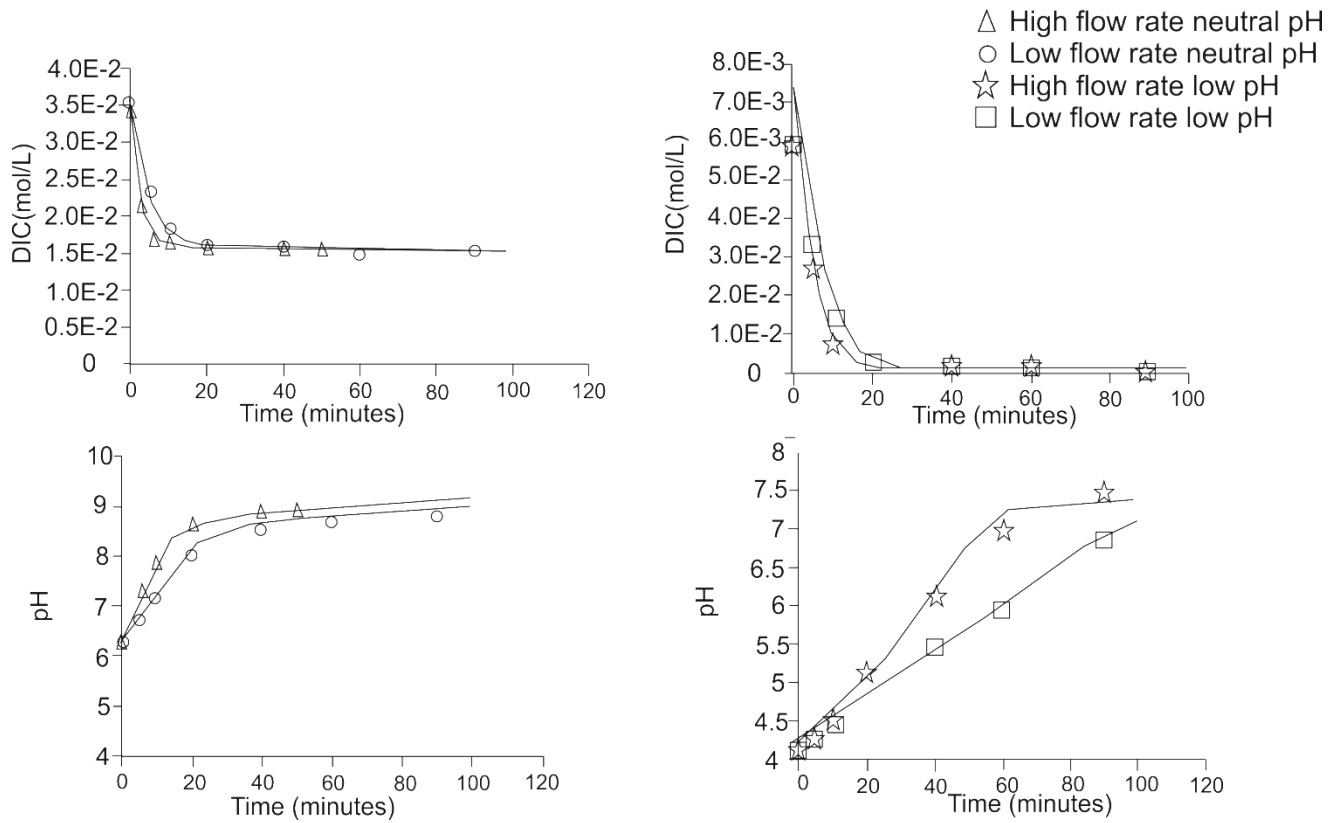 High flow rate neutral pH
Low flow rate neutral pH
High flow rate low pH
Low flow rate low pH
4.0E-2
3.5E-2
3.0E-2
2.5E-2
2.0E-2
1.5E-2
1.0E-2
0.5E-2
0
DIC(mol/L)
0 20 40 60 80 100 120
Time (minutes)
8.0E-3
7.0E-3
6.0E-3
5.0E-2
4.0E-2
3.0E-2
2.0E-2
1.0E-2
0
DIC(mol/L)
0 20 40 60 80 100
Time (minutes)
10
9
8
7
6
5
4
pH
0 20 40 60 80 100 120
Time (minutes)
8
7.5
7
6.5
6
5.5
5
4.5
4
pH
0 20 40 60 80 100 120
Time (minutes)